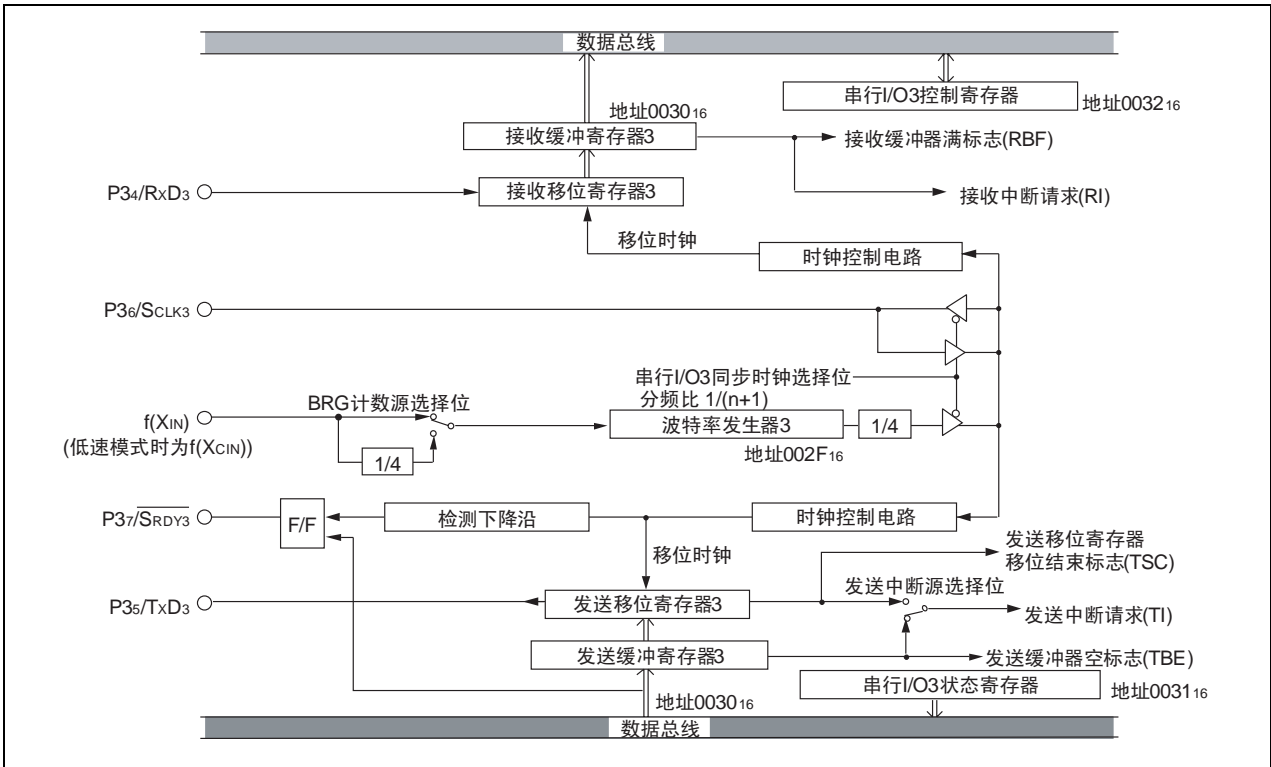 数据总线
串行I/O3控制寄存器
地址0032₁₆
地址0030₁₆
接收缓冲寄存器3
接收缓冲器满标志(RBF)
P3₄/RxD₃
接收移位寄存器3
接收中断请求(RI)
移位时钟
时钟控制电路
P3₆/SCLK3
串行I/O3同步时钟选择位
BRG计数源选择位
分频比 1/(n+1)
f(XIN)
波特率发生器3
1/4
(低速模式时为f(XCIN))
地址002F₁₆
1/4
P3₇/S̅R̅D̅Y̅3̅
F/F
检测下降沿
时钟控制电路
发送移位寄存器
移位结束标志(TSC)
移位时钟
发送中断源选择位
P3₅/TxD₃
发送移位寄存器3
发送中断请求(TI)
发送缓冲寄存器3
发送缓冲器空标志(TBE)
串行I/O3状态寄存器
地址0031₁₆
地址0030₁₆
数据总线